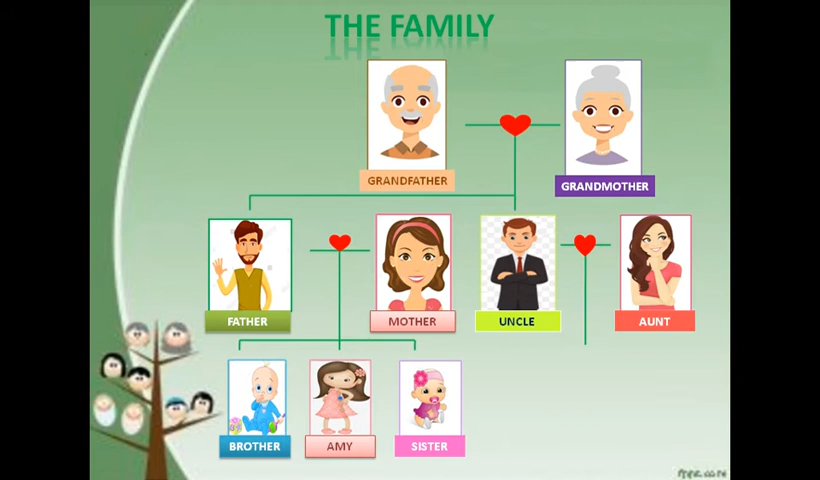 THE FAMILY
GRANDFATHER
GRANDMOTHER
FATHER
MOTHER
UNCLE
AUNT
BROTHER
AMY
SISTER